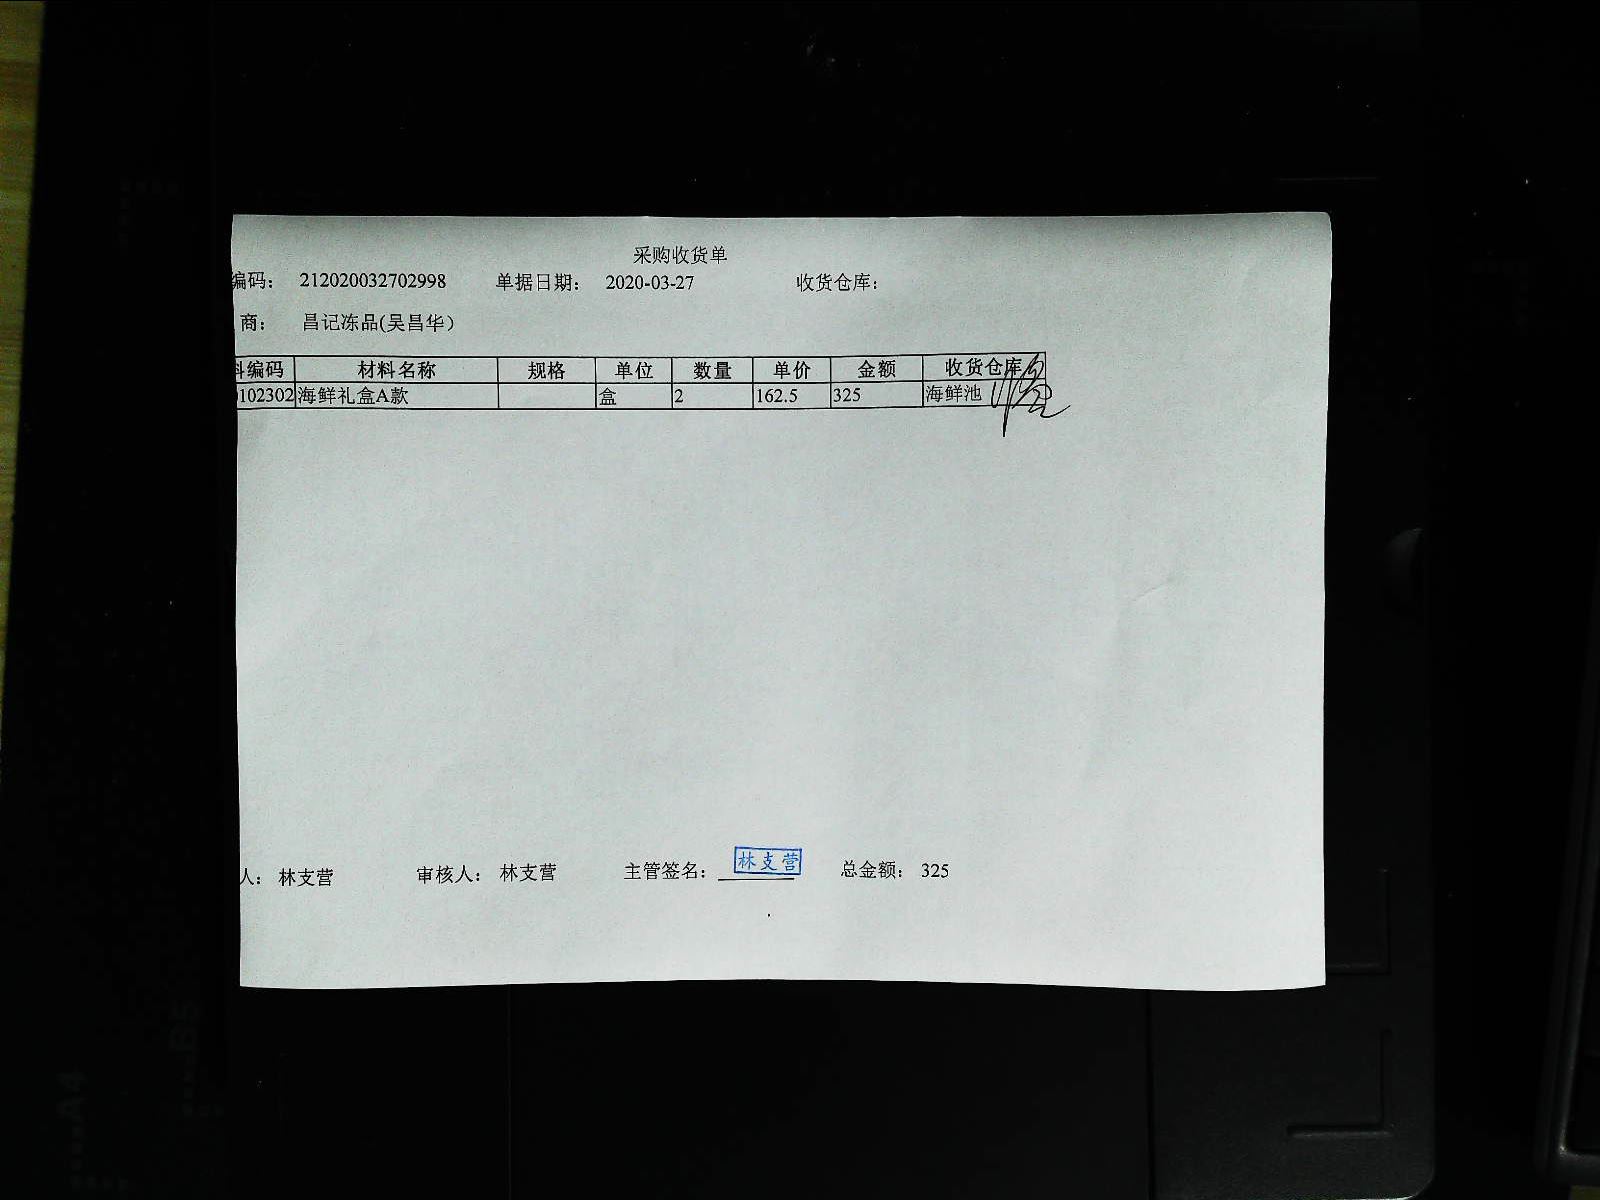 采购收货单
编码： 212020032702998 单据日期： 2020-03-27 收货仓库：
商： 昌记冻品(吴昌华）
料编码 材料名称 规格 单位 数量 单价 金额 收货仓库
102302 海鲜礼盒A款 盒 2 162.5 325 海鲜池
人： 林支营 审核人： 林支营 主管签名： 林支营 总金额： 325
A4
B5